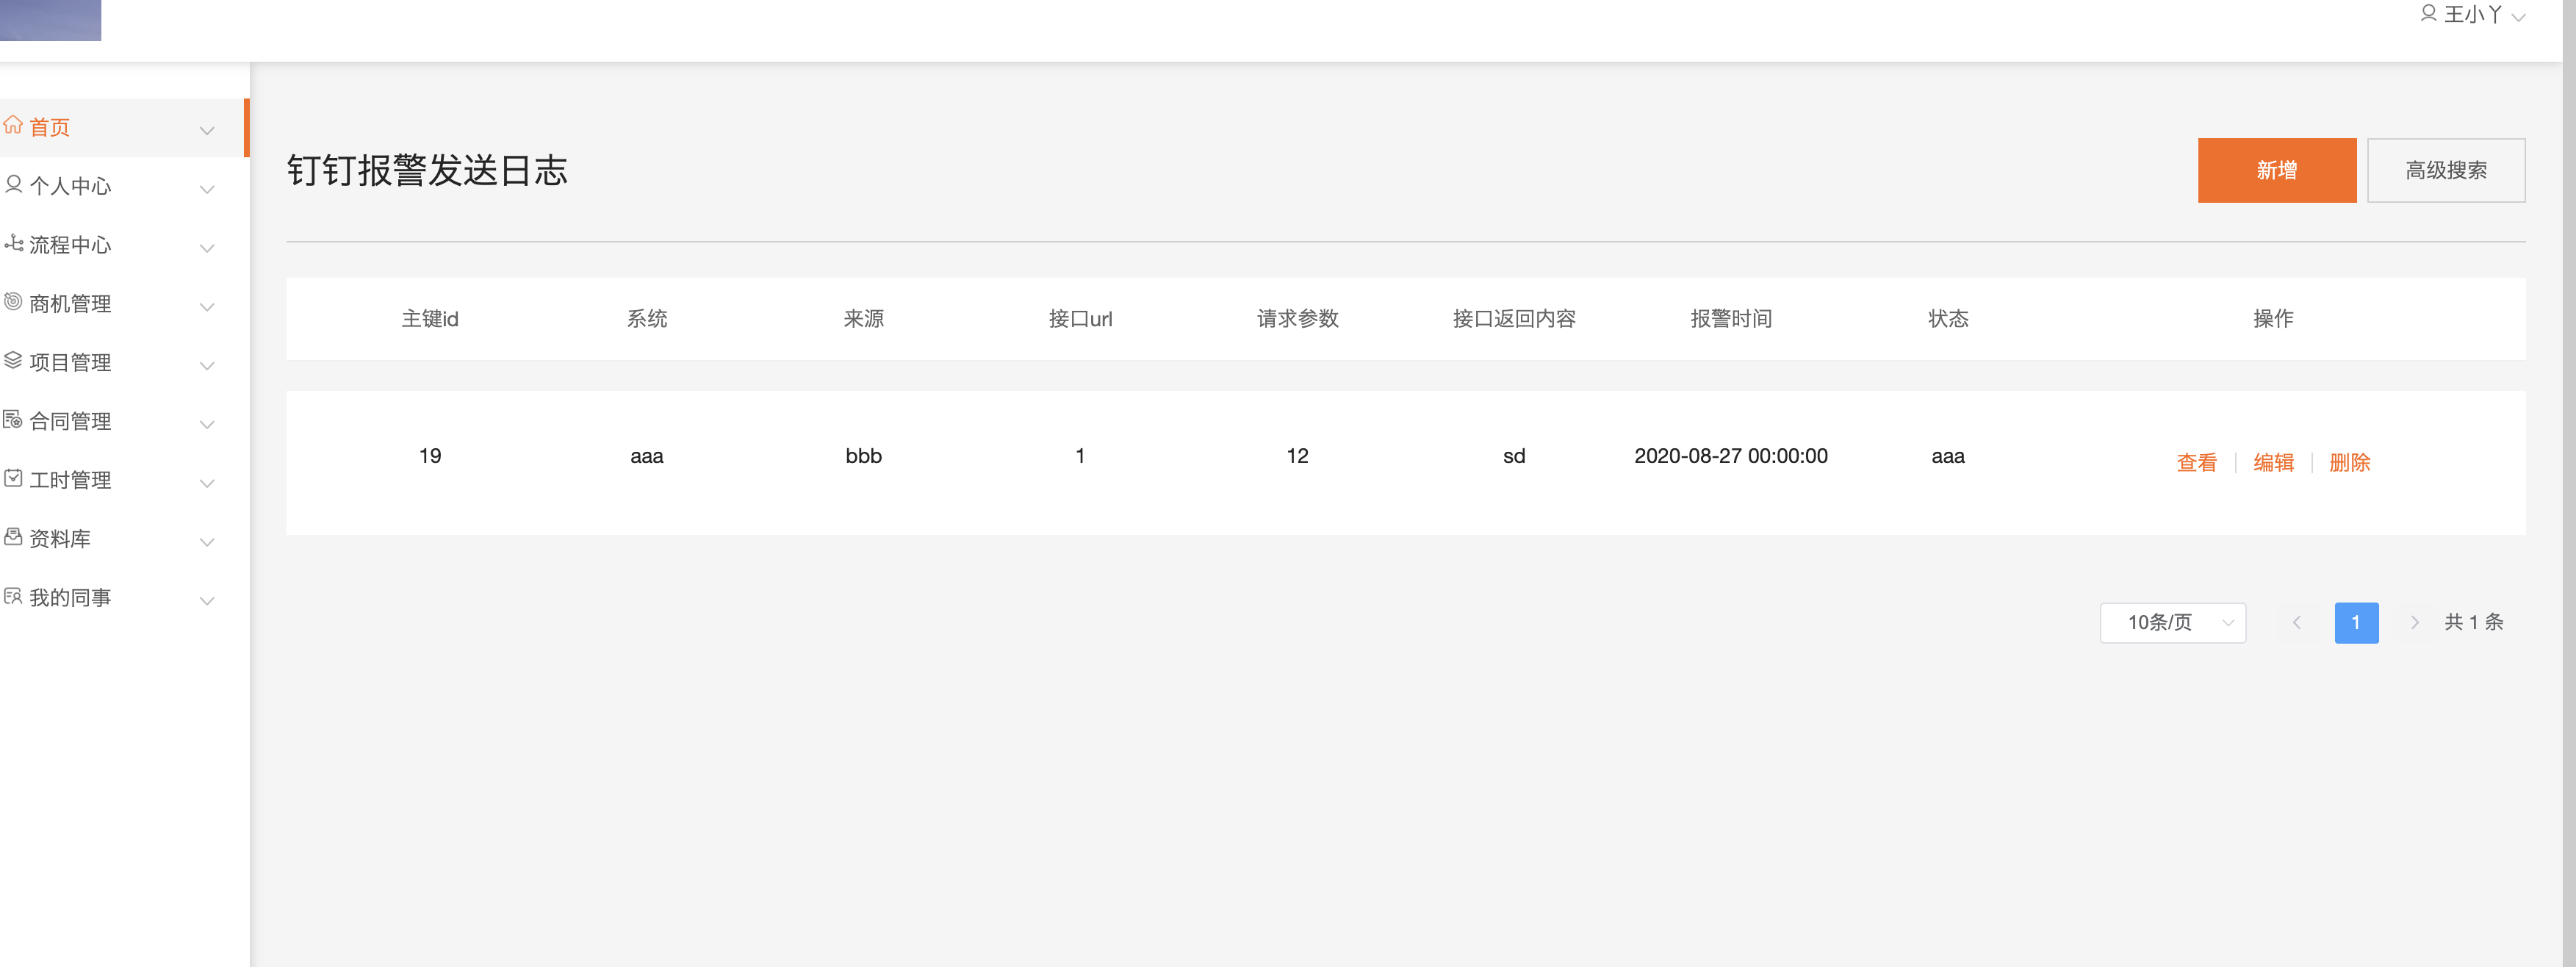 王小丫
首页
个人中心
流程中心
商机管理
项目管理
合同管理
工时管理
资料库
我的同事
钉钉报警发送日志
新增
高级搜索
主键id 系统 来源 接口url 请求参数 接口返回内容 报警时间 状态 操作
19 aaa bbb 1 12 sd 2020-08-27 00:00:00 aaa 查看 编辑 删除
10条/页 1 共 1 条